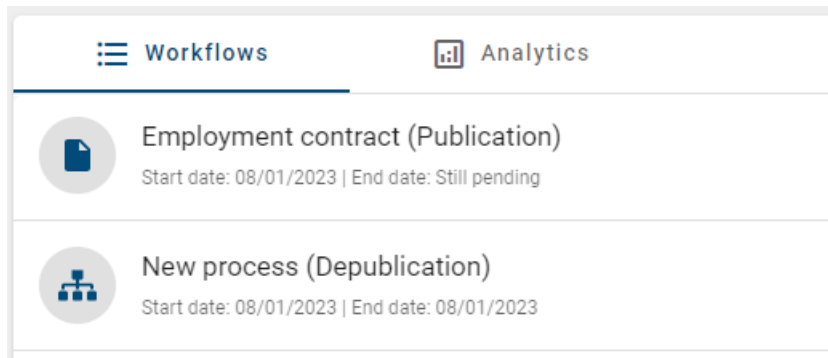 Workflows
Analytics
Employment contract (Publication)
Start date: 08/01/2023 | End date: Still pending
New process (Depublication)
Start date: 08/01/2023 | End date: 08/01/2023